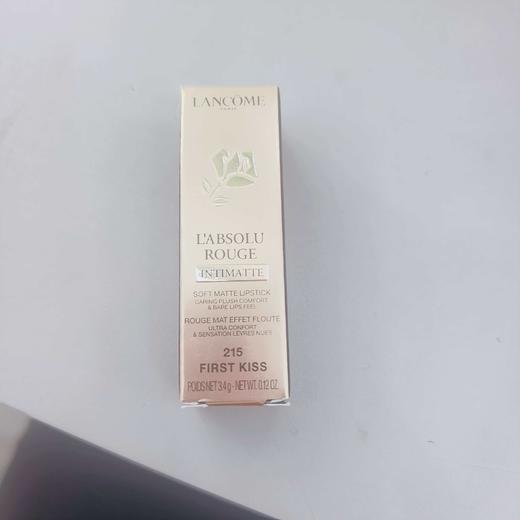 LANCÔME
PARIS
L'ABSOLU
ROUGE
INTIMATTE
SOFT MATTE LIPSTICK
CARING PLUSH COMFORT
& BARE LIPS FEEL
ROUGE MAT EFFET FLOUTÉ
ULTRA CONFORT
& SENSATION LÈVRES NUES
215
FIRST KISS
POIDS NET 3.4 g - NET WT. 0.12 OZ.